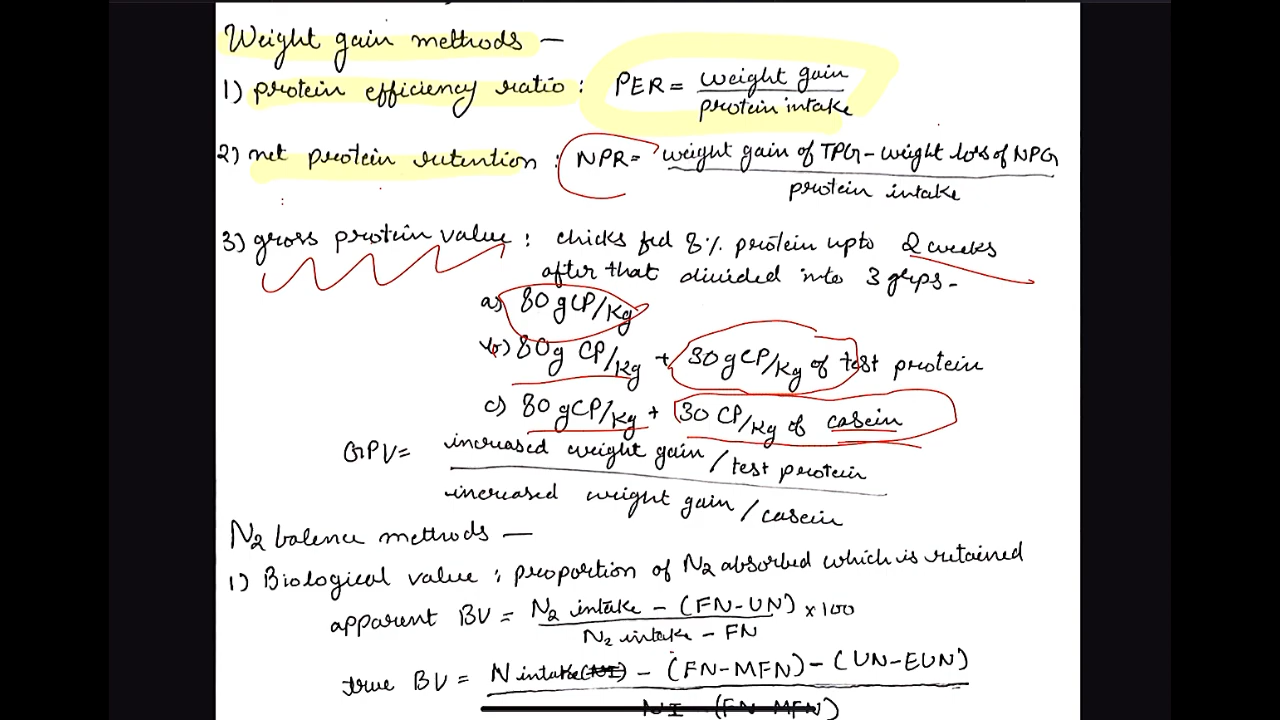 Weight gain methods —
1) protein efficiency ratio : PER = weight gain / protein intake
2) net protein retention : NPR = weight gain of TPG - weight loss of NPG / protein intake
3) gross protein value : chicks fed 8% protein upto 2 weeks
after that divided into 3 grps -
a) 80 g CP/Kg
b) 80g CP/Kg + 30 g CP/Kg of test protein
c) 80 g CP/Kg + 30 CP/Kg of casein
GPV = increased weight gain / test protein
increased weight gain / casein
N2 balence methods —
1) Biological value : proportion of N2 absorbed which is retained
apparent BV = N2 intake - (FN-UN) x 100
N2 intake - FN
true BV = N intake(NI) - (FN-MFN) - (UN-EUN)
NI - (FN-MFN)